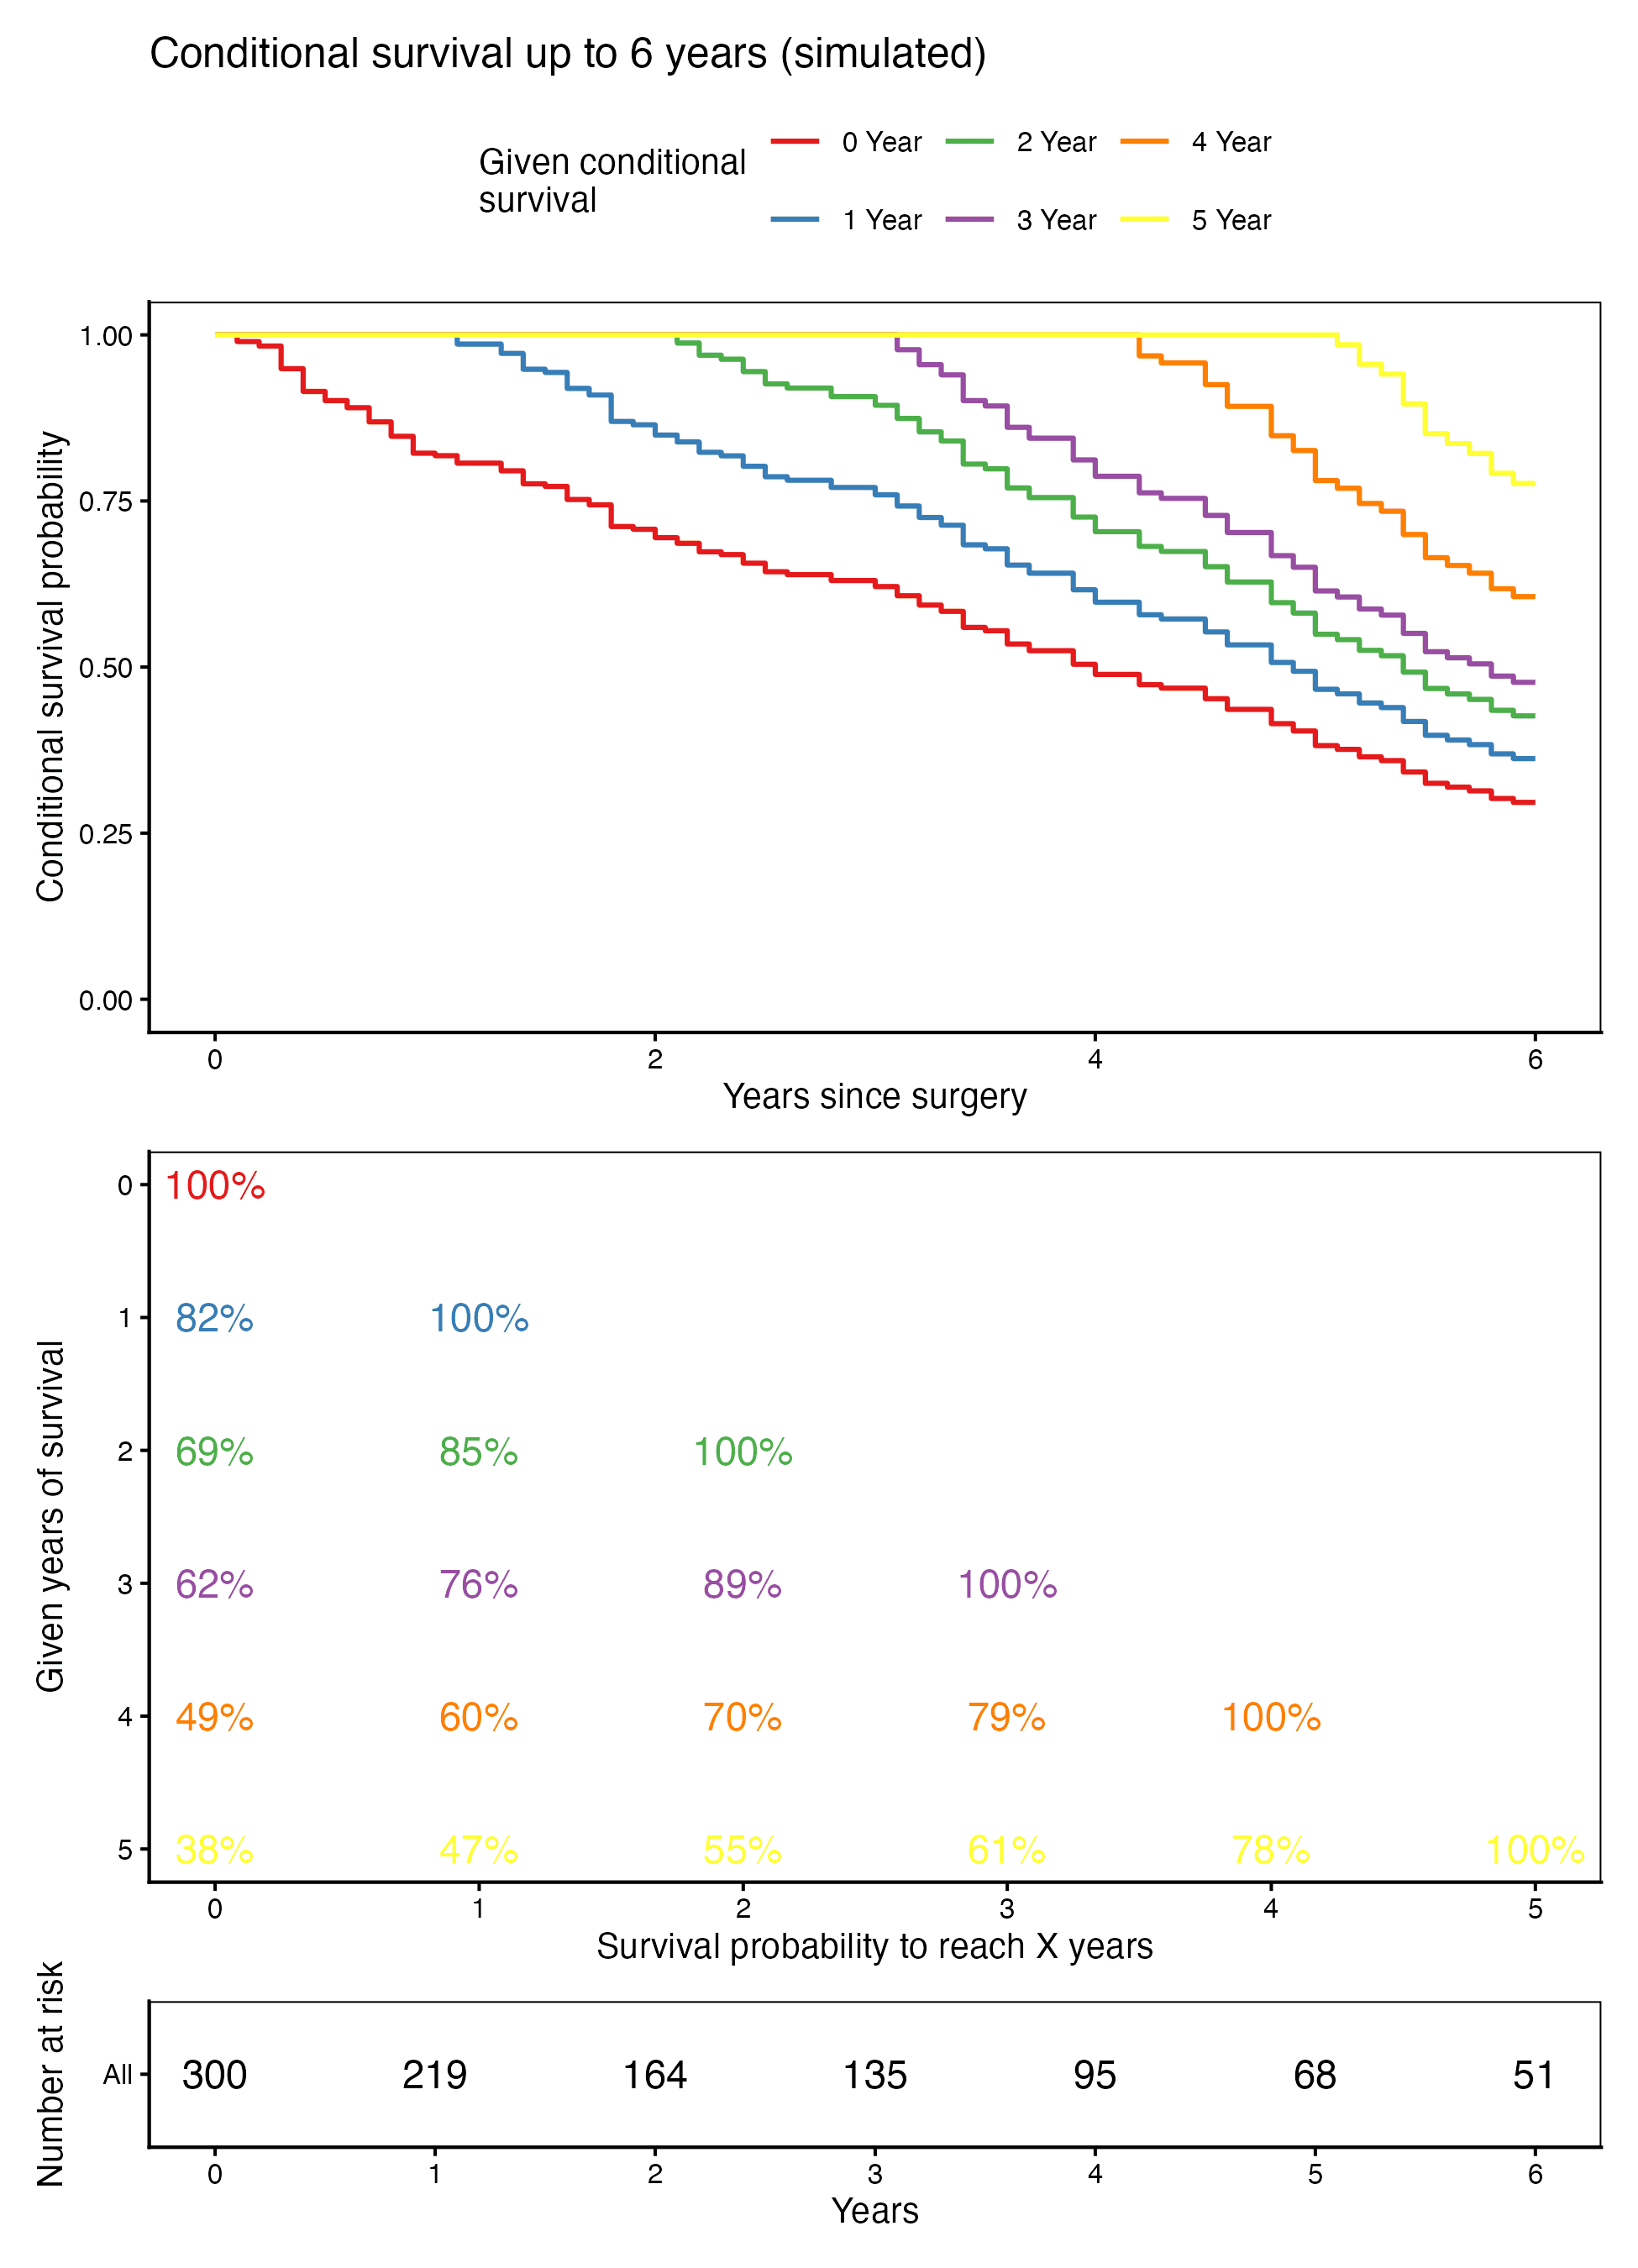 Conditional survival up to 6 years (simulated)
Given conditional
survival
0 Year
2 Year
4 Year
1 Year
3 Year
5 Year
Conditional survival probability
1.00
0.75
0.50
0.25
0.00
0 2 4 6
Years since surgery
Given years of survival
0 100%
1 82% 100%
2 69% 85% 100%
3 62% 76% 89% 100%
4 49% 60% 70% 79% 100%
5 38% 47% 55% 61% 78% 100%
0 1 2 3 4 5
Survival probability to reach X years
Number at risk
All 300 219 164 135 95 68 51
0 1 2 3 4 5 6
Years